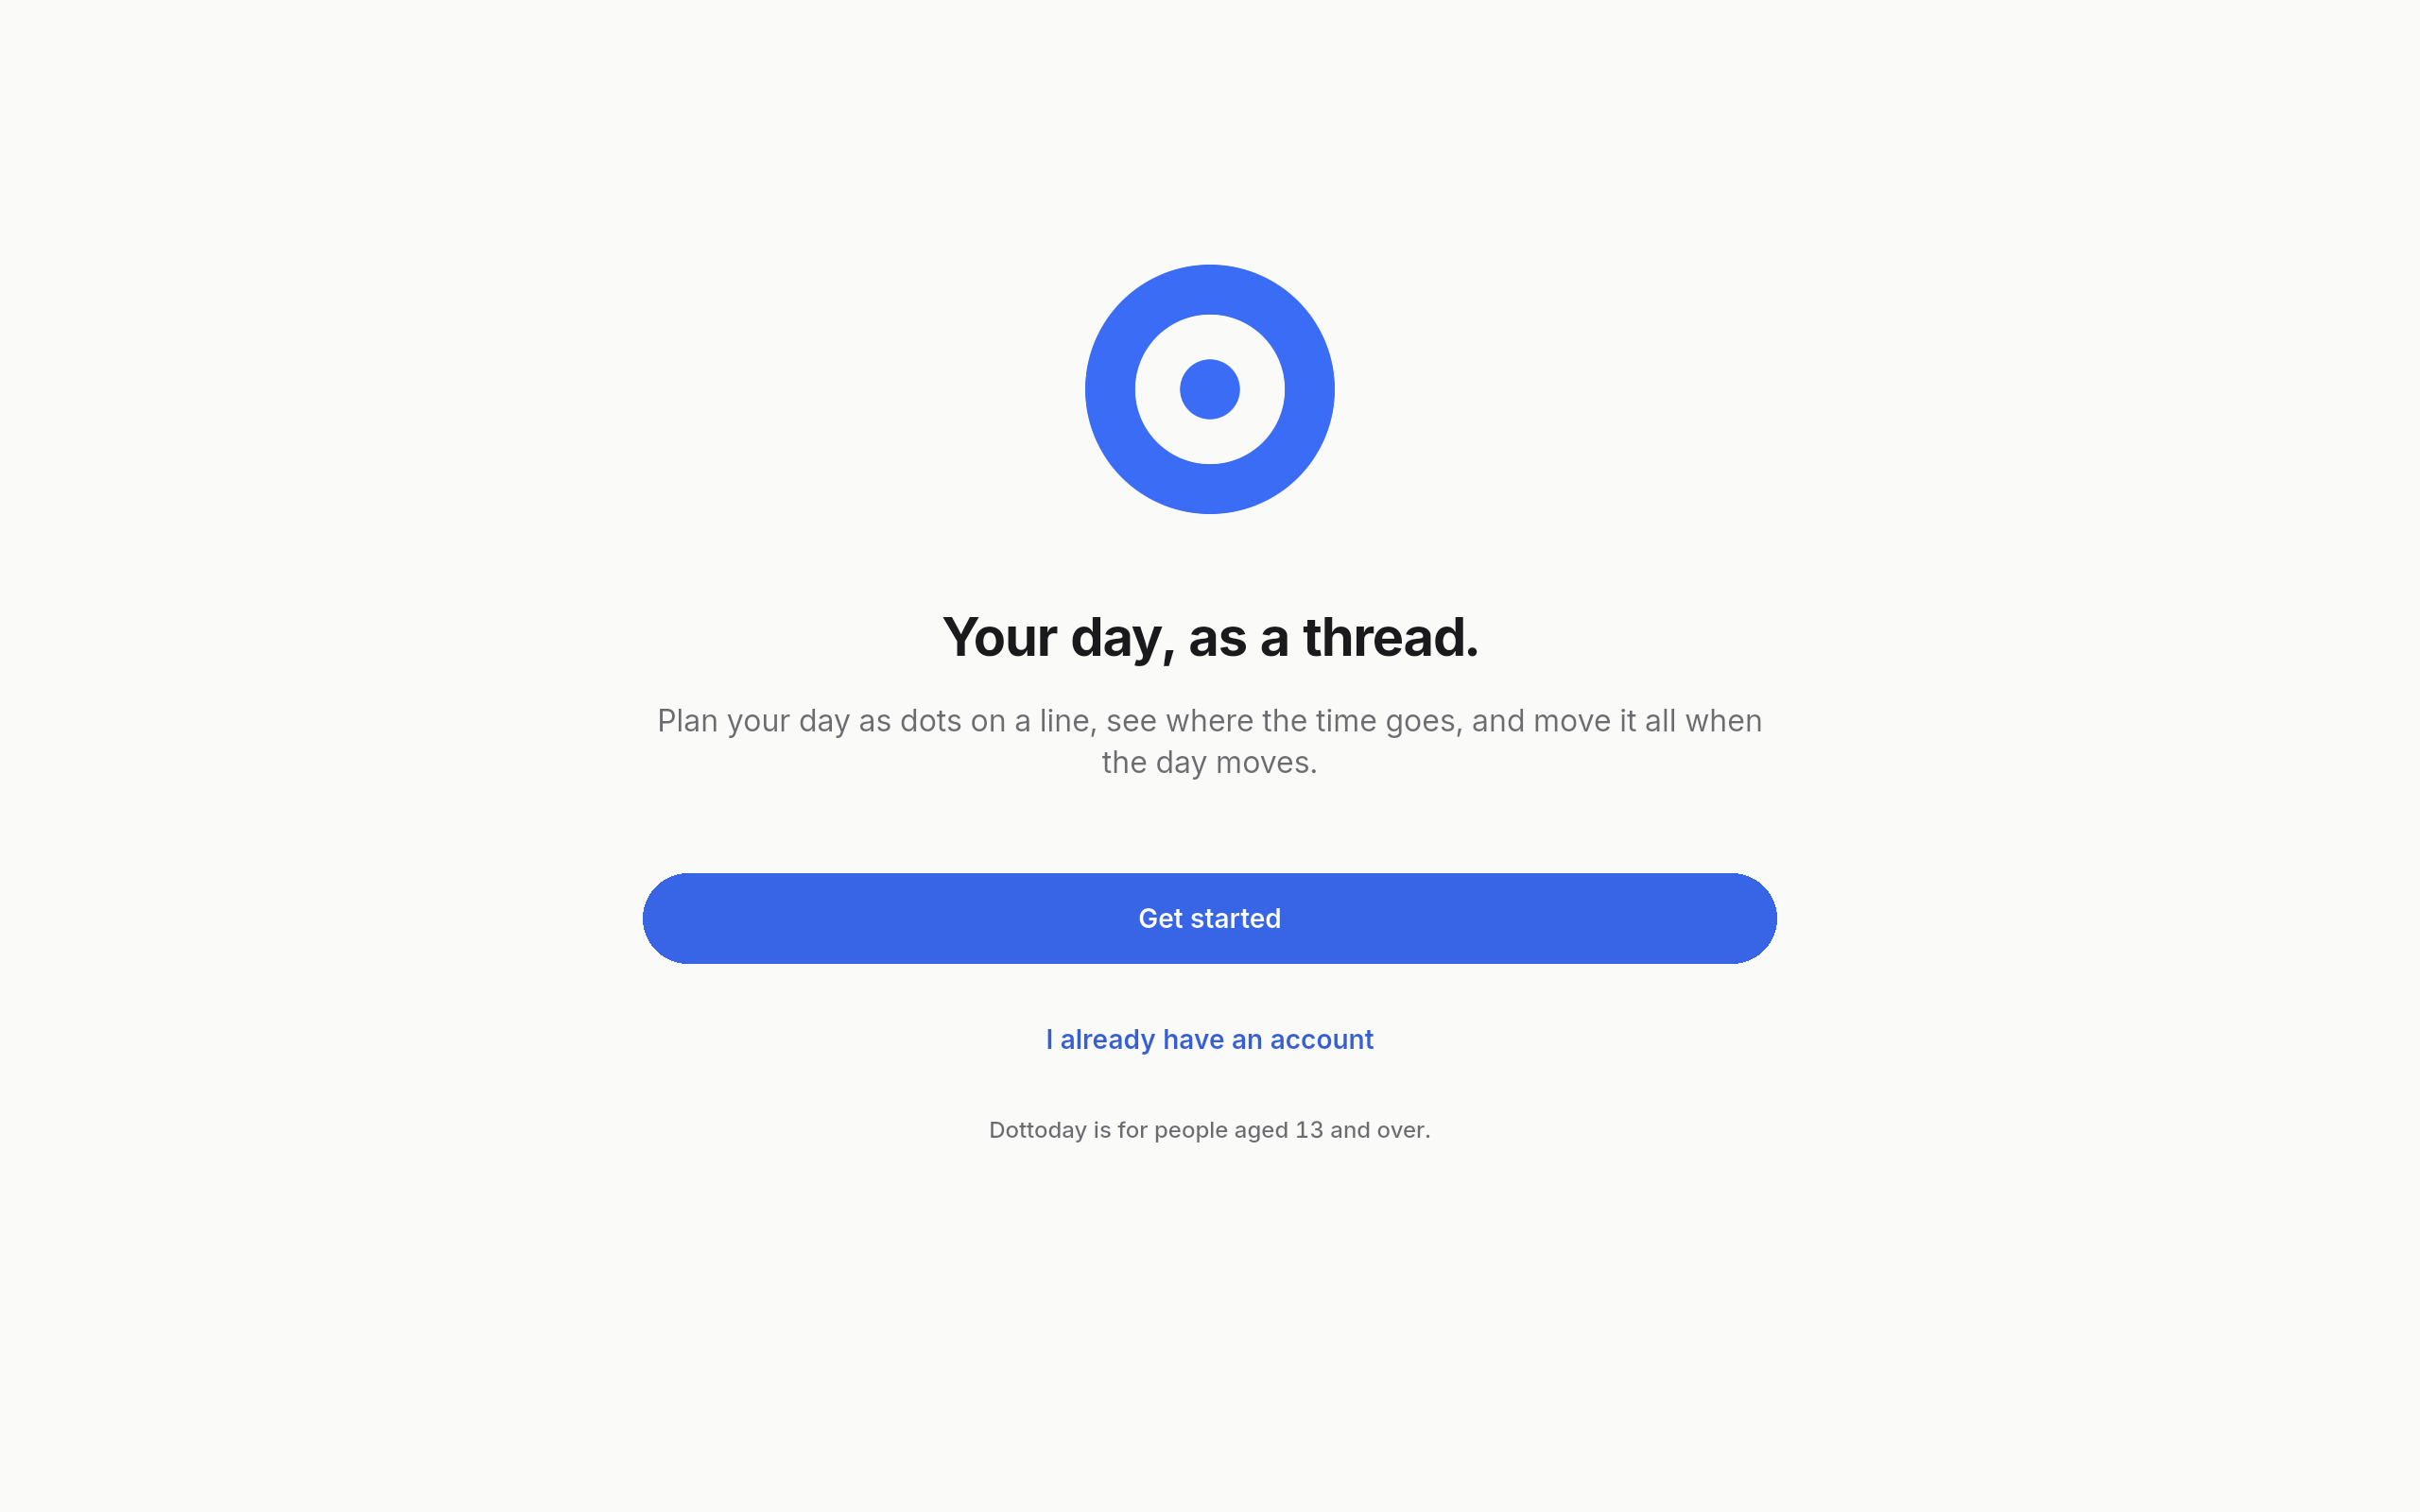 Your day, as a thread.
Plan your day as dots on a line, see where the time goes, and move it all when
the day moves.
Get started
I already have an account
Dottoday is for people aged 13 and over.